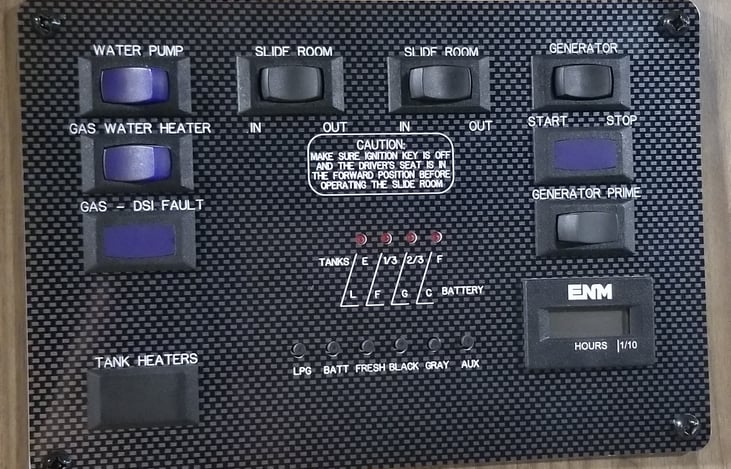 WATER PUMP
SLIDE ROOM
SLIDE ROOM
GENERATOR
GAS WATER HEATER
IN OUT
IN OUT
START STOP
CAUTION:
MAKE SURE IGNITION KEY IS OFF
AND THE DRIVER'S SEAT IS IN
THE FORWARD POSITION BEFORE
OPERATING THE SLIDE ROOM
GENERATOR PRIME
GAS - DSI FAULT
TANKS E 1/3 2/3 F
L F G C BATTERY
ENM
HOURS 1/10
TANK HEATERS
LPG BATT FRESH BLACK GRAY AUX